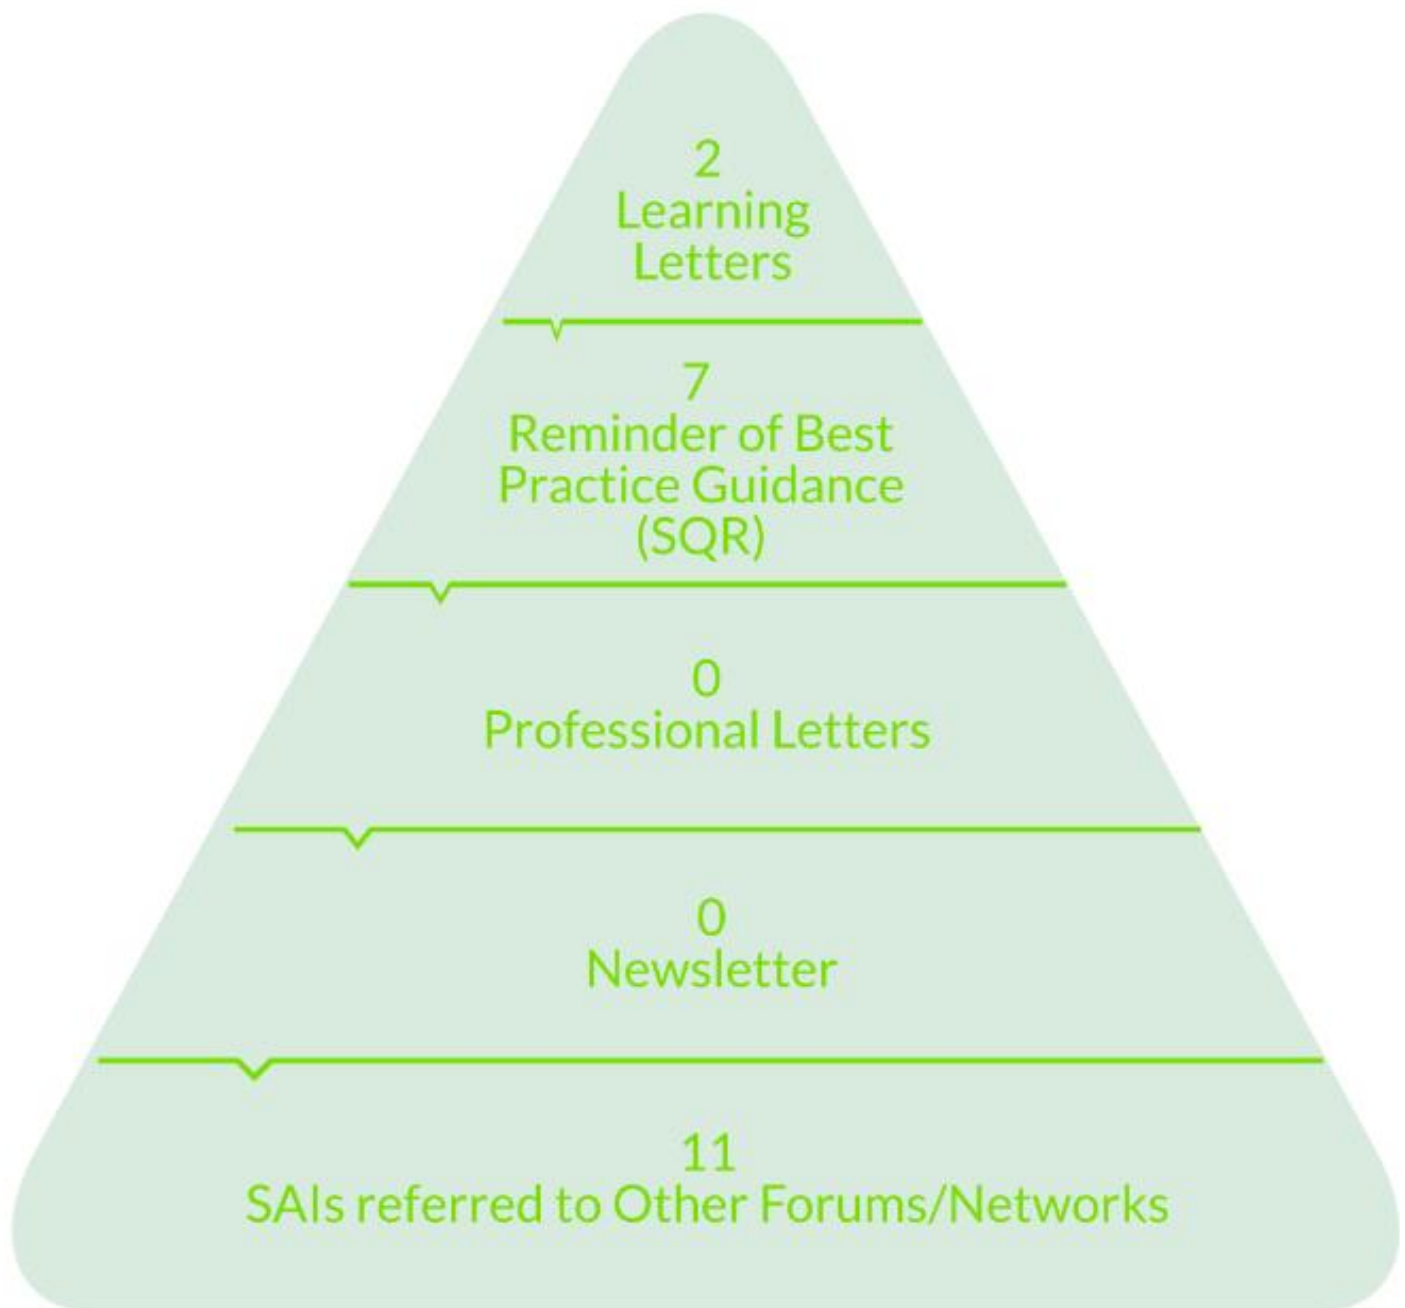 2
Learning
Letters
7
Reminder of Best
Practice Guidance
(SQR)
0
Professional Letters
0
Newsletter
11
SAIs referred to Other Forums/Networks